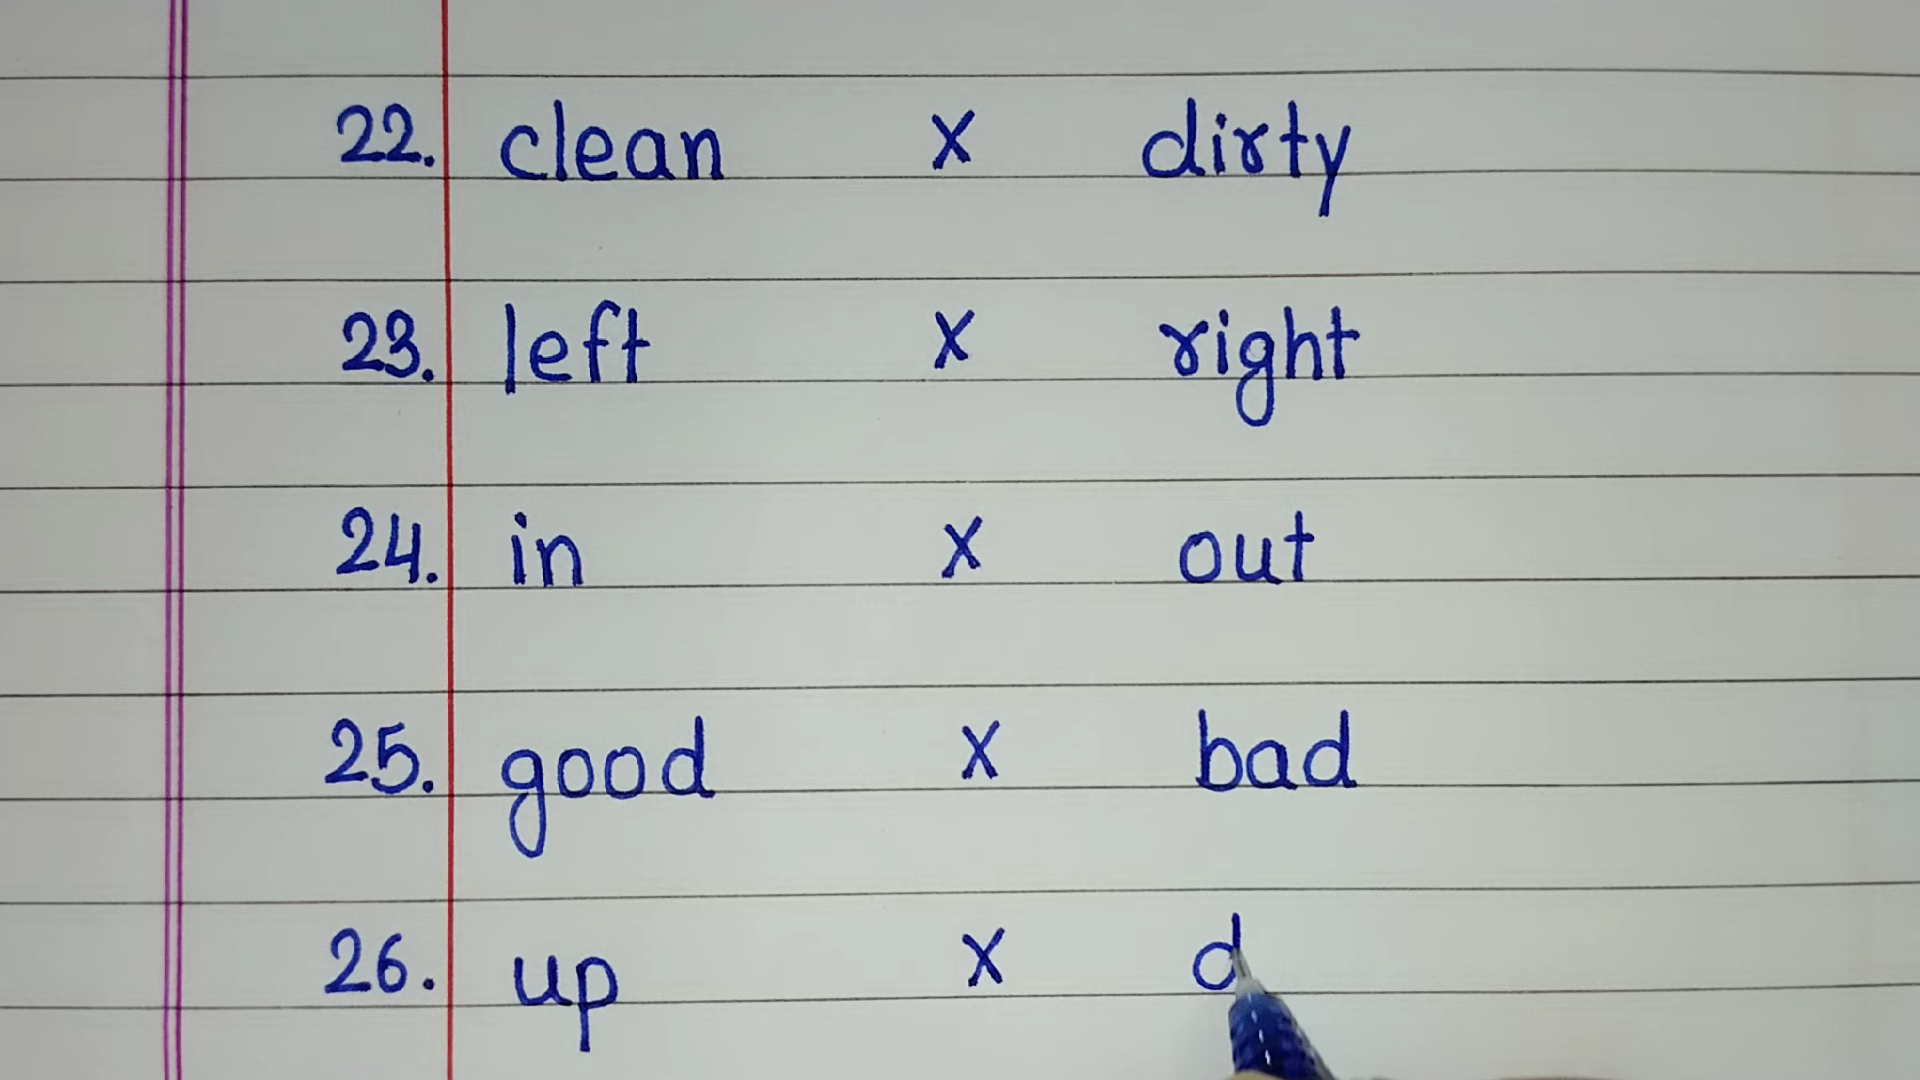 22. clean x dirty
23. left x right
24. in x out
25. good x bad
26. up x d